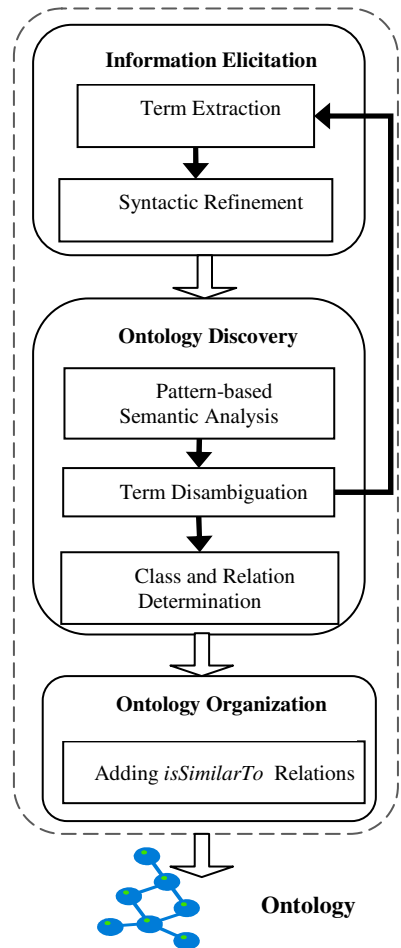 Information Elicitation
Term Extraction
Syntactic Refinement
Ontology Discovery
Pattern-based
Semantic Analysis
Term Disambiguation
Class and Relation
Determination
Ontology Organization
Adding isSimilarTo Relations
Ontology